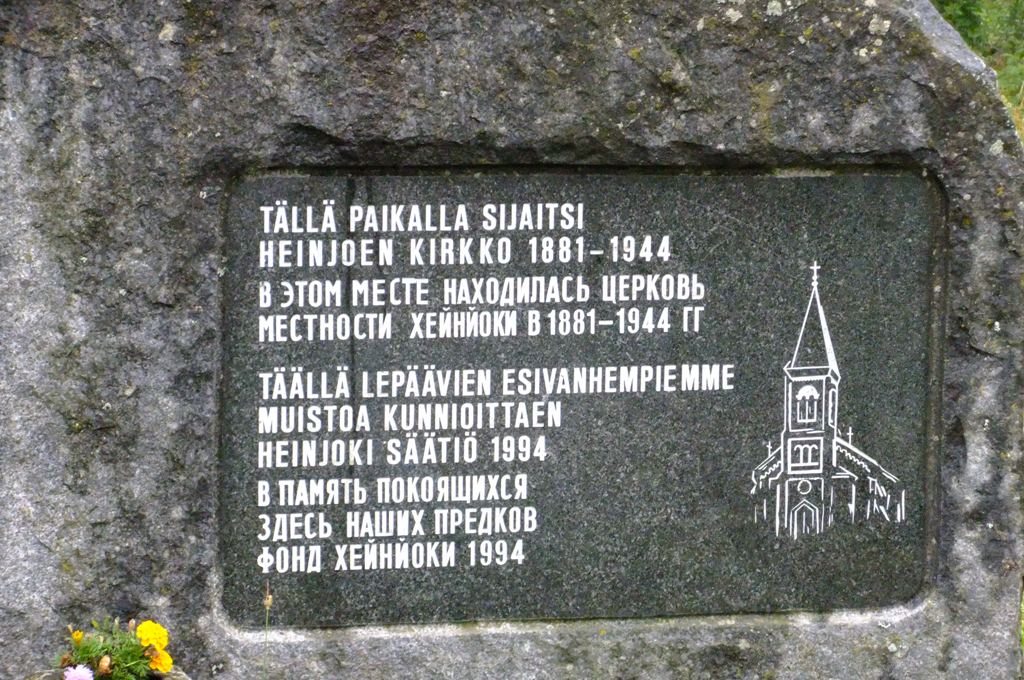 TÄLLÄ PAIKALLA SIJAITSI
HEINJOEN KIRKKO 1881-1944
В ЭТОМ МЕСТЕ НАХОДИЛАСЬ ЦЕРКОВЬ
МЕСТНОСТИ ХЕЙНЙОКИ В 1881-1944 ГГ
TÄÄLLÄ LEPÄÄVIEN ESIVANHEMPIEMME
MUISTOA KUNNIOITTAEN
HEINJOKI SÄÄTIÖ 1994
В ПАМЯТЬ ПОКОЯЩИХСЯ
ЗДЕСЬ НАШИХ ПРЕДКОВ
ФОНД ХЕЙНЙОКИ 1994